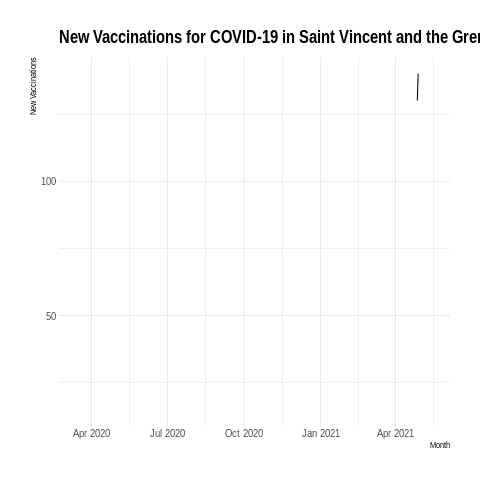 New Vaccinations for COVID-19 in Saint Vincent and the Gre
New Vaccinations
100
50
Apr 2020
Jul 2020
Oct 2020
Jan 2021
Apr 2021
Month